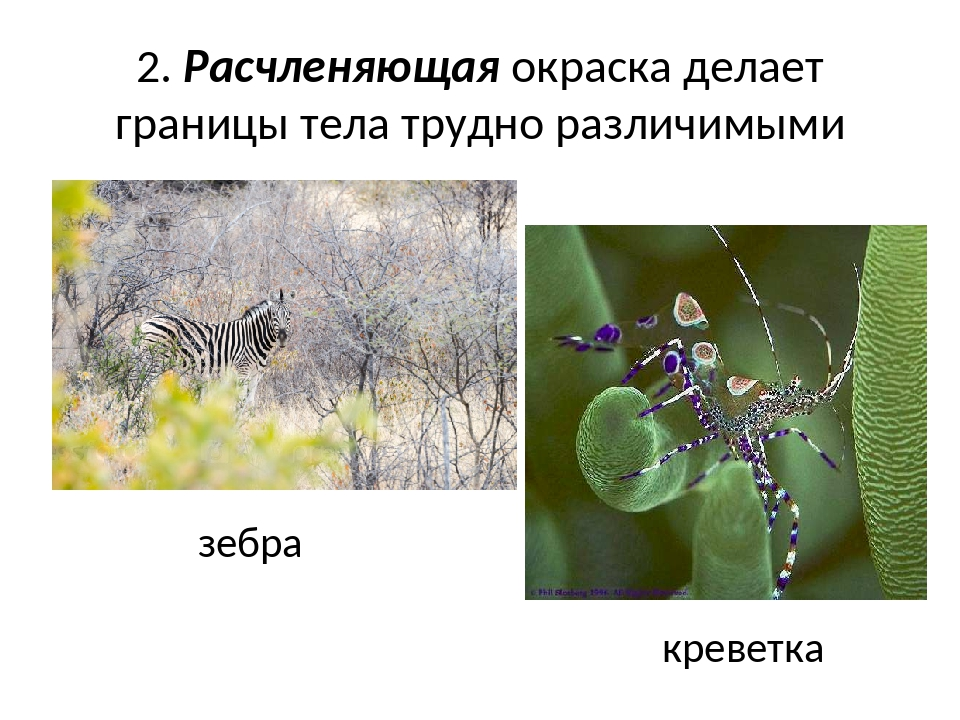 2. Расчленяющая окраска делает
границы тела трудно различимыми
зебра
креветка